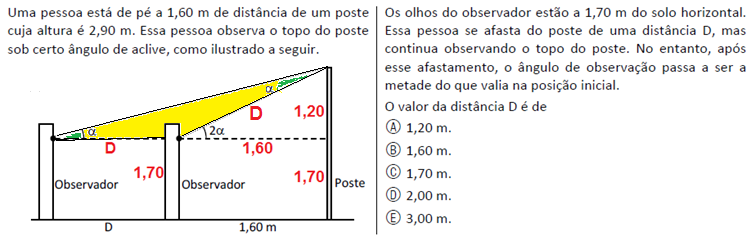 Uma pessoa está de pé a 1,60 m de distância de um poste
cuja altura é 2,90 m. Essa pessoa observa o topo do poste
sob certo ângulo de aclive, como ilustrado a seguir.
α
D
1,20
α
2α
D
1,60
1,70
1,70
Observador
Observador
Poste
D
1,60 m
Os olhos do observador estão a 1,70 m do solo horizontal.
Essa pessoa se afasta do poste de uma distância D, mas
continua observando o topo do poste. No entanto, após
esse afastamento, o ângulo de observação passa a ser a
metade do que valia na posição inicial.
O valor da distância D é de
Ⓐ 1,20 m.
Ⓑ 1,60 m.
Ⓒ 1,70 m.
Ⓓ 2,00 m.
Ⓔ 3,00 m.